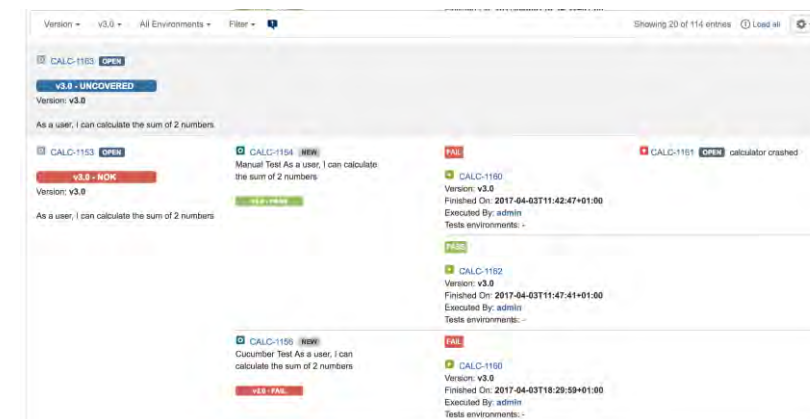 Version v3.0 All Environments Filter Showing 20 of 114 entries Load all
CALC-1163 OPEN
v3.0 - UNCOVERED
Version: v3.0
As a user, I can calculate the sum of 2 numbers
CALC-1153 OPEN
v3.0 - NOK
Version: v3.0
As a user, I can calculate the sum of 2 numbers
CALC-1154 NEW
Manual Test As a user, I can calculate
the sum of 2 numbers
v3.0 - PASS
FAIL
CALC-1160
Version: v3.0
Finished On: 2017-04-03T11:42:47+01:00
Executed By: admin
Tests environments: -
CALC-1161 OPEN calculator crashed
PASS
CALC-1162
Version: v3.0
Finished On: 2017-04-03T11:47:41+01:00
Executed By: admin
Tests environments: -
CALC-1156 NEW
Cucumber Test As a user, I can
calculate the sum of 2 numbers
v3.0 - FAIL
FAIL
CALC-1160
Version: v3.0
Finished On: 2017-04-03T18:29:59+01:00
Executed By: admin
Tests environments: -